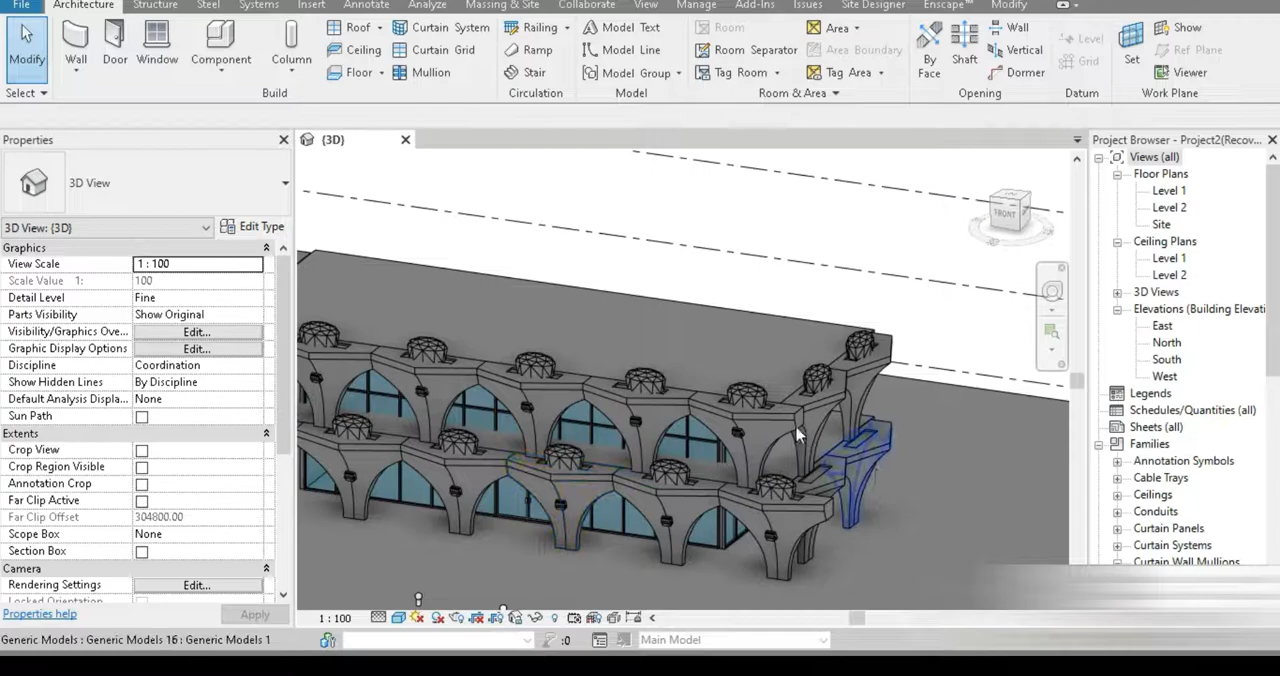 File Architecture Structure Steel Systems Insert Annotate Analyze Massing & Site Collaborate View Manage Add-Ins Issues Site Designer Enscape™ Modify
Modify
Select
Wall
Door
Window
Component
Column
Roof
Ceiling
Floor
Curtain System
Curtain Grid
Mullion
Build
Railing
Ramp
Stair
Circulation
Model Text
Model Line
Model Group
Model
Room
Room Separator
Tag Room
Area
Area Boundary
Tag Area
Room & Area
By
Face
Shaft
Wall
Vertical
Dormer
Opening
Level
Grid
Datum
Set
Show
Ref Plane
Viewer
Work Plane
Properties
3D View
3D View: {3D}
Edit Type
Graphics
View Scale 1 : 100
Scale Value 1: 100
Detail Level Fine
Parts Visibility Show Original
Visibility/Graphics Ove... Edit...
Graphic Display Options Edit...
Discipline Coordination
Show Hidden Lines By Discipline
Default Analysis Displa... None
Sun Path
Extents
Crop View
Crop Region Visible
Annotation Crop
Far Clip Active
Far Clip Offset 304800.00
Scope Box None
Section Box
Camera
Rendering Settings Edit...
Properties help
Apply
{3D}
FRONT
1 : 100
Project Browser - Project2(Recov...
Views (all)
Floor Plans
Level 1
Level 2
Site
Ceiling Plans
Level 1
Level 2
3D Views
Elevations (Building Elevati
East
North
South
West
Legends
Schedules/Quantities (all)
Sheets (all)
Families
Annotation Symbols
Cable Trays
Ceilings
Conduits
Curtain Panels
Curtain Systems
Curtain Wall Mullions
Generic Models : Generic Models 16 : Generic Models 1
:0
Main Model